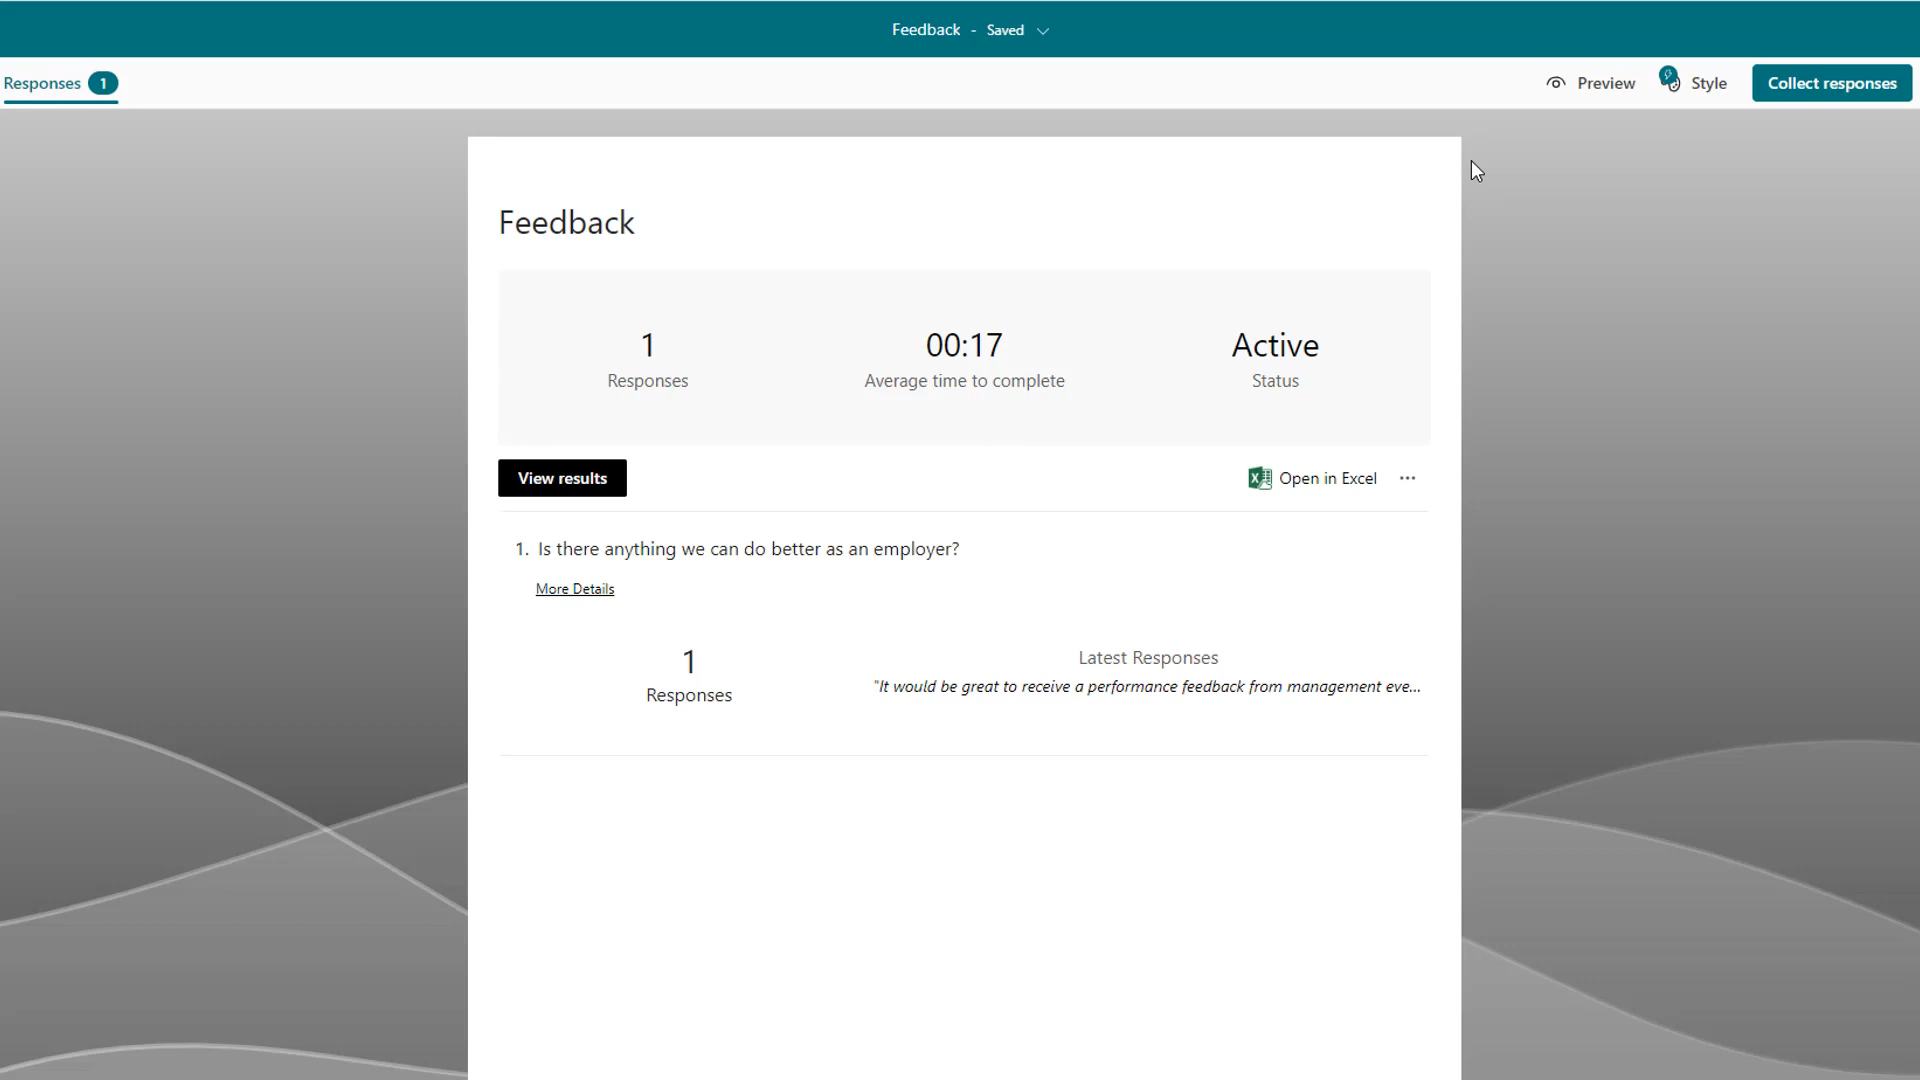 Feedback - Saved
Responses 1
Preview
Style
Collect responses
Feedback
1
Responses
00:17
Average time to complete
Active
Status
View results
Open in Excel
...
1. Is there anything we can do better as an employer?
More Details
1
Responses
Latest Responses
"It would be great to receive a performance feedback from management eve...